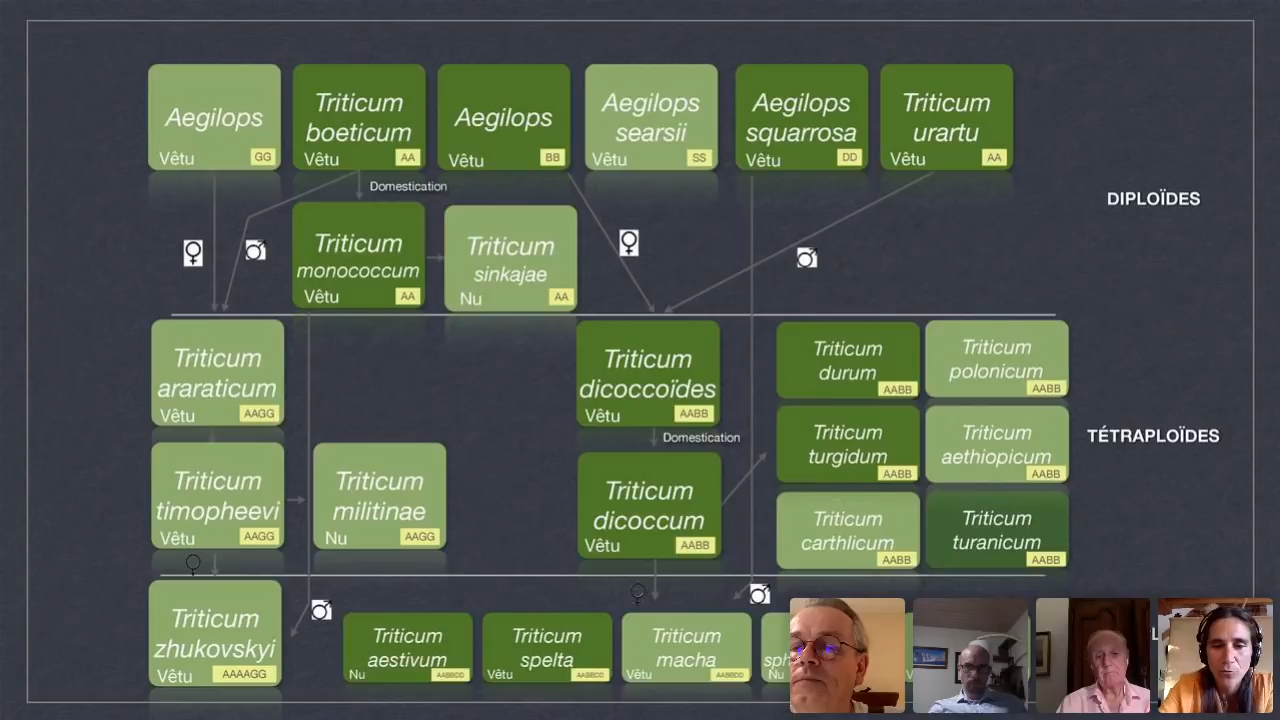 Aegilops
Vêtu
GG
Triticum
boeticum
Vêtu
AA
Aegilops
Vêtu
BB
Aegilops
searsii
Vêtu
SS
Aegilops
squarrosa
Vêtu
DD
Triticum
urartu
Vêtu
AA
DIPLOÏDES
Domestication
♀
♂
Triticum
monococcum
Vêtu
AA
Triticum
sinkajae
Nu
AA
♀
♂
Triticum
araraticum
Vêtu
AAGG
Triticum
dicoccoïdes
Vêtu
AABB
Triticum
durum
AABB
Triticum
polonicum
AABB
Domestication
Triticum
turgidum
AABB
Triticum
aethiopicum
AABB
TÉTRAPLOÏDES
Triticum
timopheevi
Vêtu
AAGG
Triticum
militinae
Nu
AAGG
Triticum
dicoccum
Vêtu
AABB
Triticum
carthlicum
AABB
Triticum
turanicum
AABB
♀
♂
♀
♂
Triticum
zhukovskyi
Vêtu
AAAAGG
Triticum
aestivum
Nu
AABBDD
Triticum
spelta
Vêtu
AABBDD
Triticum
macha
Vêtu
AABBDD
Nu